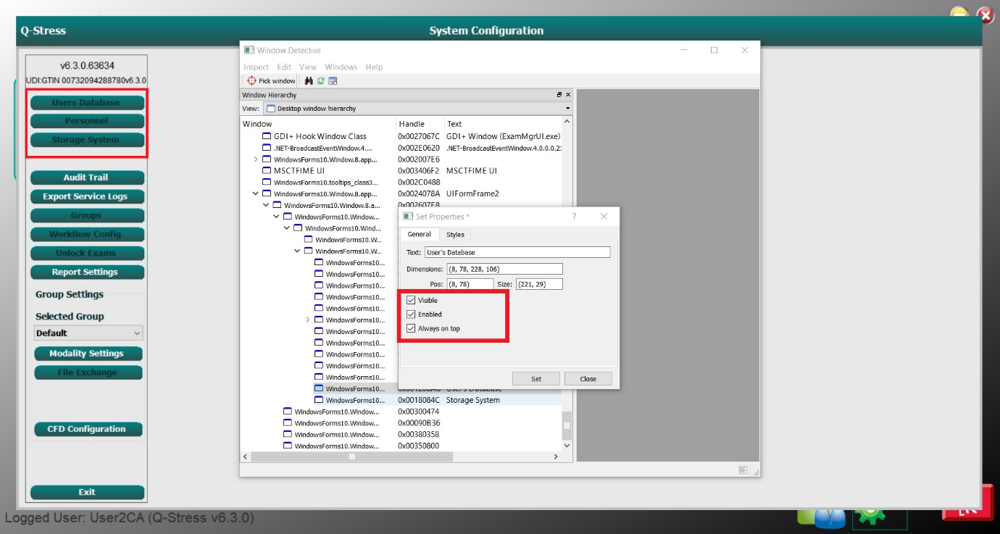 Q-Stress
System Configuration
v6.3.0.63634
UDI:GTIN 00732094288780v6.3.0
Users Database
Personnel
Storage System
Audit Trail
Export Service Logs
Groups
Workflow Config
Unlock Exams
Report Settings
Group Settings
Selected Group
Default
Modality Settings
File Exchange
CFD Configuration
Exit
Logged User: User2CA (Q-Stress v6.3.0)
Window Detective
Inspect Edit View Windows Help
Pick window
Window Hierarchy
View: Desktop window hierarchy
Window Handle Text
GDI+ Hook Window Class 0x0027067C GDI+ Window (ExamMgrUI.exe)
.NET-BroadcastEventWindow.4.... 0x002E0620 .NET-BroadcastEventWindow.4.0.0.0.2:
WindowsForms10.Window.8.app... 0x002007E6
MSCTFIME UI 0x003406F2 MSCTFIME UI
WindowsForms10.tooltips_class3... 0x002C0488
WindowsForms10.Window.8.app... 0x0024078A UIFormFrame2
WindowsForms10.Window.8.a... 0x002607E8
WindowsForms10.Window...
WindowsForms10.Wind...
WindowsForms10.W...
WindowsForms10.W...
WindowsForms10...
WindowsForms10...
WindowsForms10...
WindowsForms10...
WindowsForms10...
WindowsForms10...
WindowsForms10...
WindowsForms10...
WindowsForms10...
WindowsForms10...
WindowsForms10...
WindowsForms10... User's Database
WindowsForms10... 0x0018084C Storage System
WindowsForms10.Window... 0x00300474
WindowsForms10.Window... 0x00090B36
WindowsForms10.Window... 0x00380358
WindowsForms10.Window... 0x00350800
Set Properties *
General Styles
Text: User's Database
Dimensions: (8, 78, 228, 106)
Pos: (8, 78) Size: (221, 29)
Visible
Enabled
Always on top
Set Close